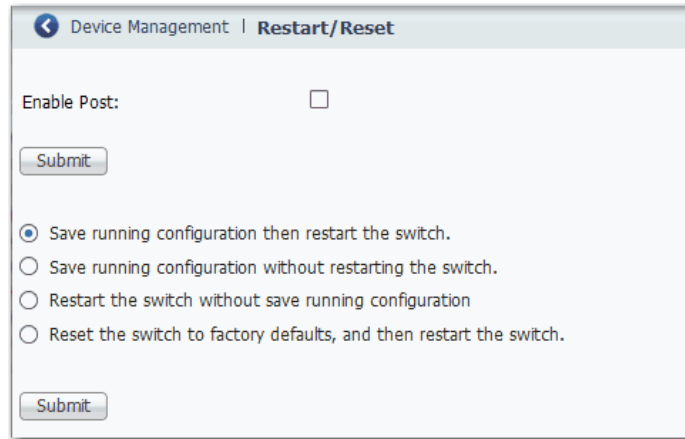 Device Management | Restart/Reset
Enable Post:
Submit
Save running configuration then restart the switch.
Save running configuration without restarting the switch.
Restart the switch without save running configuration
Reset the switch to factory defaults, and then restart the switch.
Submit